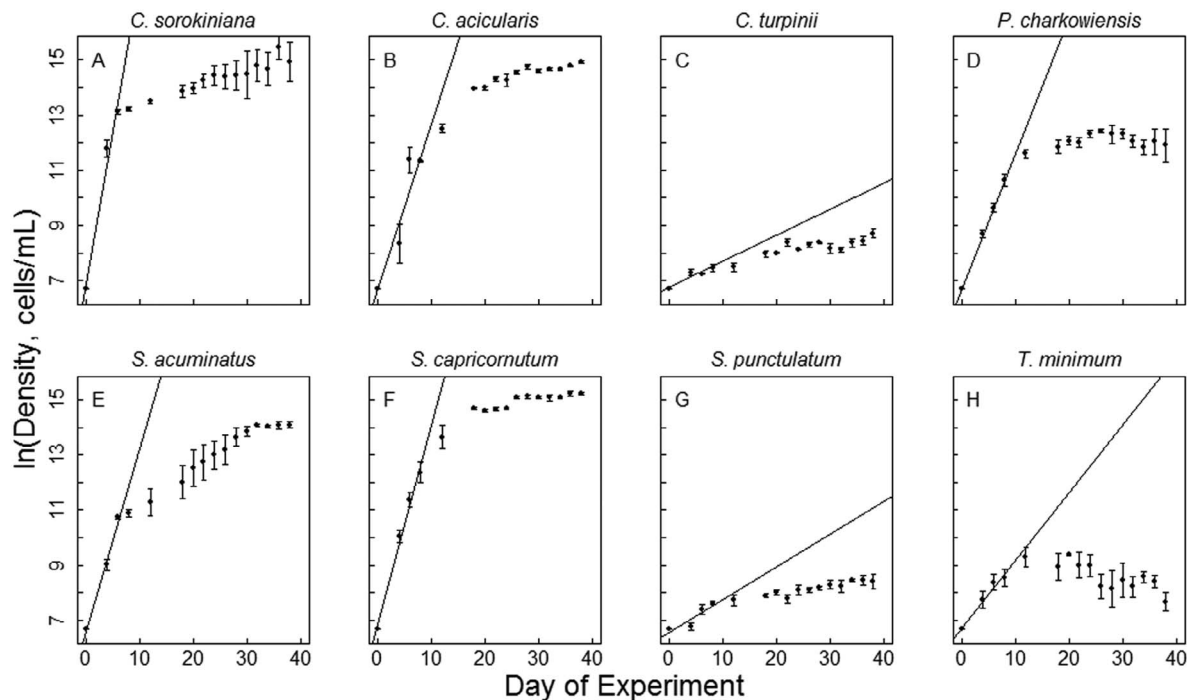 C. sorokiniana C. acicularis C. turpinii P. charkowiensis
A B C D
15
13
11
9
7
S. acuminatus S. capricornutum S. punctulatum T. minimum
E F G H
15
13
11
9
7
0 10 20 30 40 0 10 20 30 40 0 10 20 30 40 0 10 20 30 40
ln(Density, cells/mL)
Day of Experiment